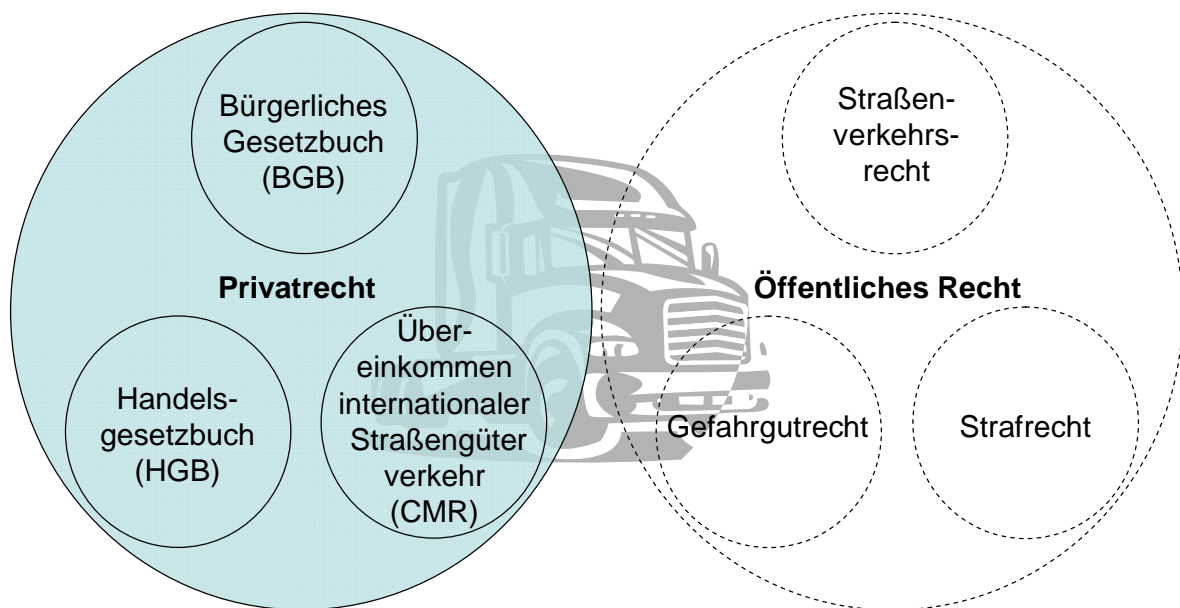 Bürgerliches
Gesetzbuch
(BGB)
Privatrecht
Handels-
gesetzbuch
(HGB)
Über-
einkommen
internationaler
Straßengüter
verkehr
(CMR)
Straßen-
verkehrs-
recht
Öffentliches Recht
Gefahrgutrecht
Strafrecht